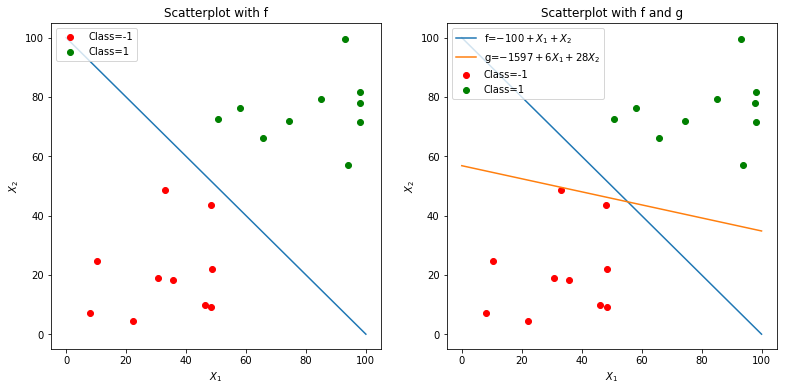 Scatterplot with f
Class=-1
Class=1
100
80
60
40
20
0
X₂
0 20 40 60 80 100
X₁
Scatterplot with f and g
f=−100 + X₁ + X₂
g=−1597 + 6X₁ + 28X₂
Class=-1
Class=1
100
80
60
40
20
0
X₂
0 20 40 60 80 100
X₁